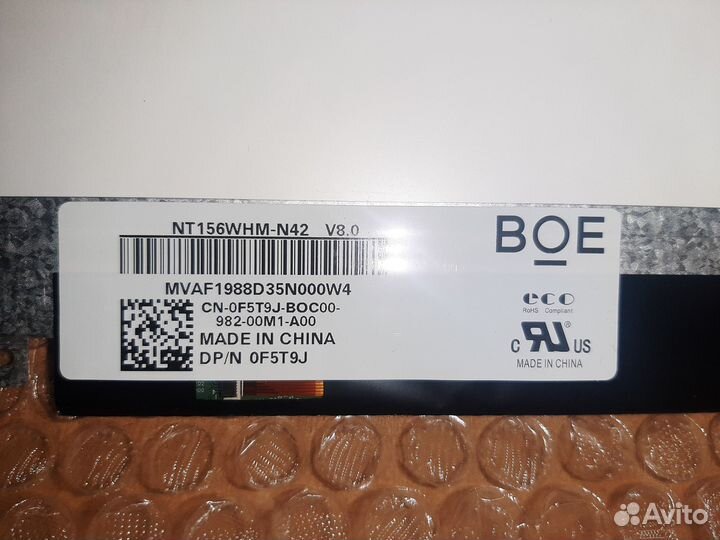 NT156WHM-N42 V8.0
MVAF1988D35N000W4
CN-0F5T9J-BOC00-
982-00M1-A00
MADE IN CHINA
DP/N 0F5T9J
BOE
eco
RoHS Compliant
c RU ® US
MADE IN CHINA
Avito